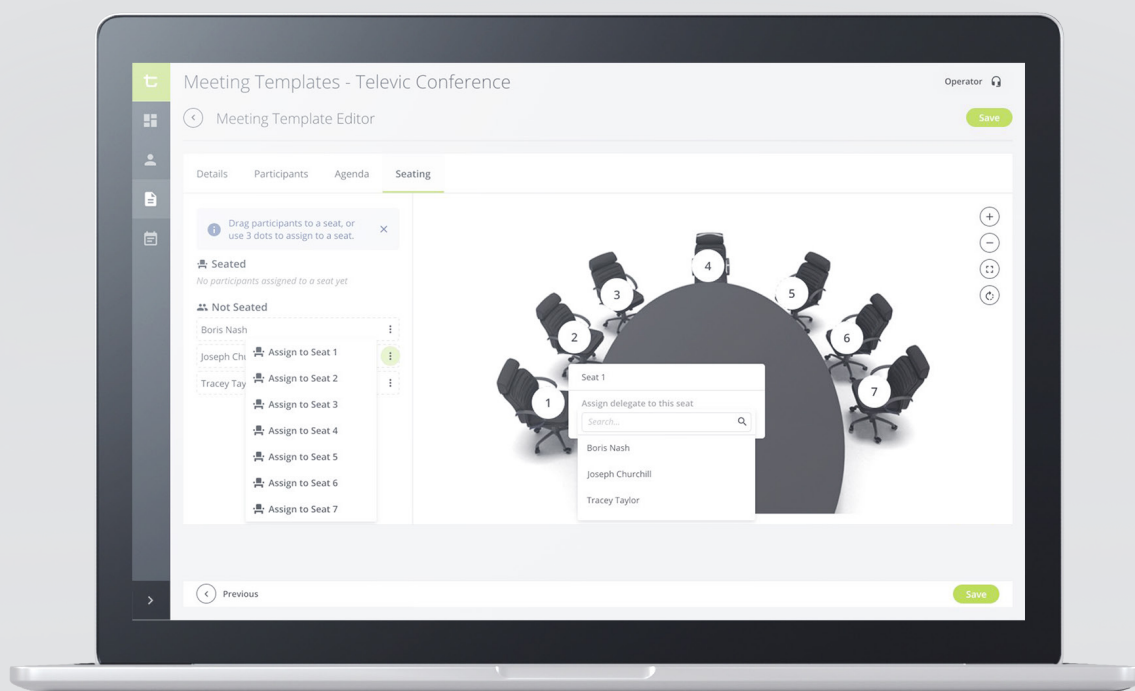 Meeting Templates - Televic Conference
Operator
Meeting Template Editor
Save
Details
Participants
Agenda
Seating
Drag participants to a seat, or
use 3 dots to assign to a seat.
Seated
No participants assigned to a seat yet
Not Seated
Boris Nash
Joseph Chu
Tracey Tay
Assign to Seat 1
Assign to Seat 2
Assign to Seat 3
Assign to Seat 4
Assign to Seat 5
Assign to Seat 6
Assign to Seat 7
4
3
5
2
6
7
1
Seat 1
Assign delegate to this seat
Search...
Boris Nash
Joseph Churchill
Tracey Taylor
Previous
Save